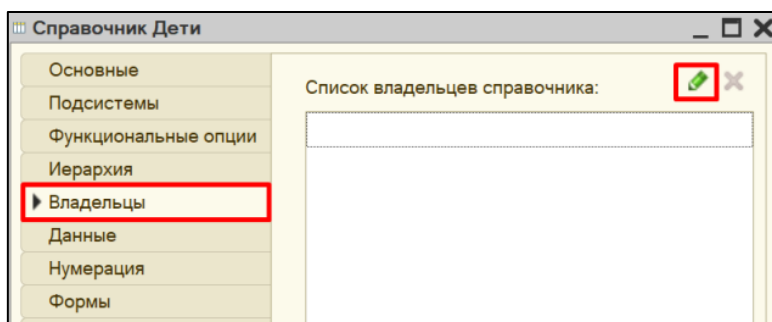 Справочник Дети
Основные
Подсистемы
Функциональные опции
Иерархия
Владельцы
Данные
Нумерация
Формы
Список владельцев справочника: